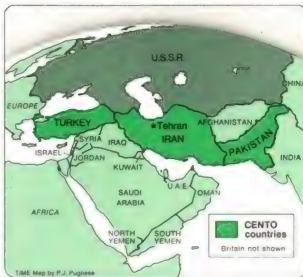 U.S.S.R.
CHINA
EUROPE
TURKEY
Tehran
IRAN
AFGHANISTAN
PAKISTAN
SYRIA
IRAQ
ISRAEL
JORDAN
KUWAIT
INDIA
SAUDI
ARABIA
U A E
OMAN
AFRICA
NORTH
YEMEN
SOUTH
YEMEN
CENTO
countries
Britain not shown
TIME Map by P.J. Pugliese